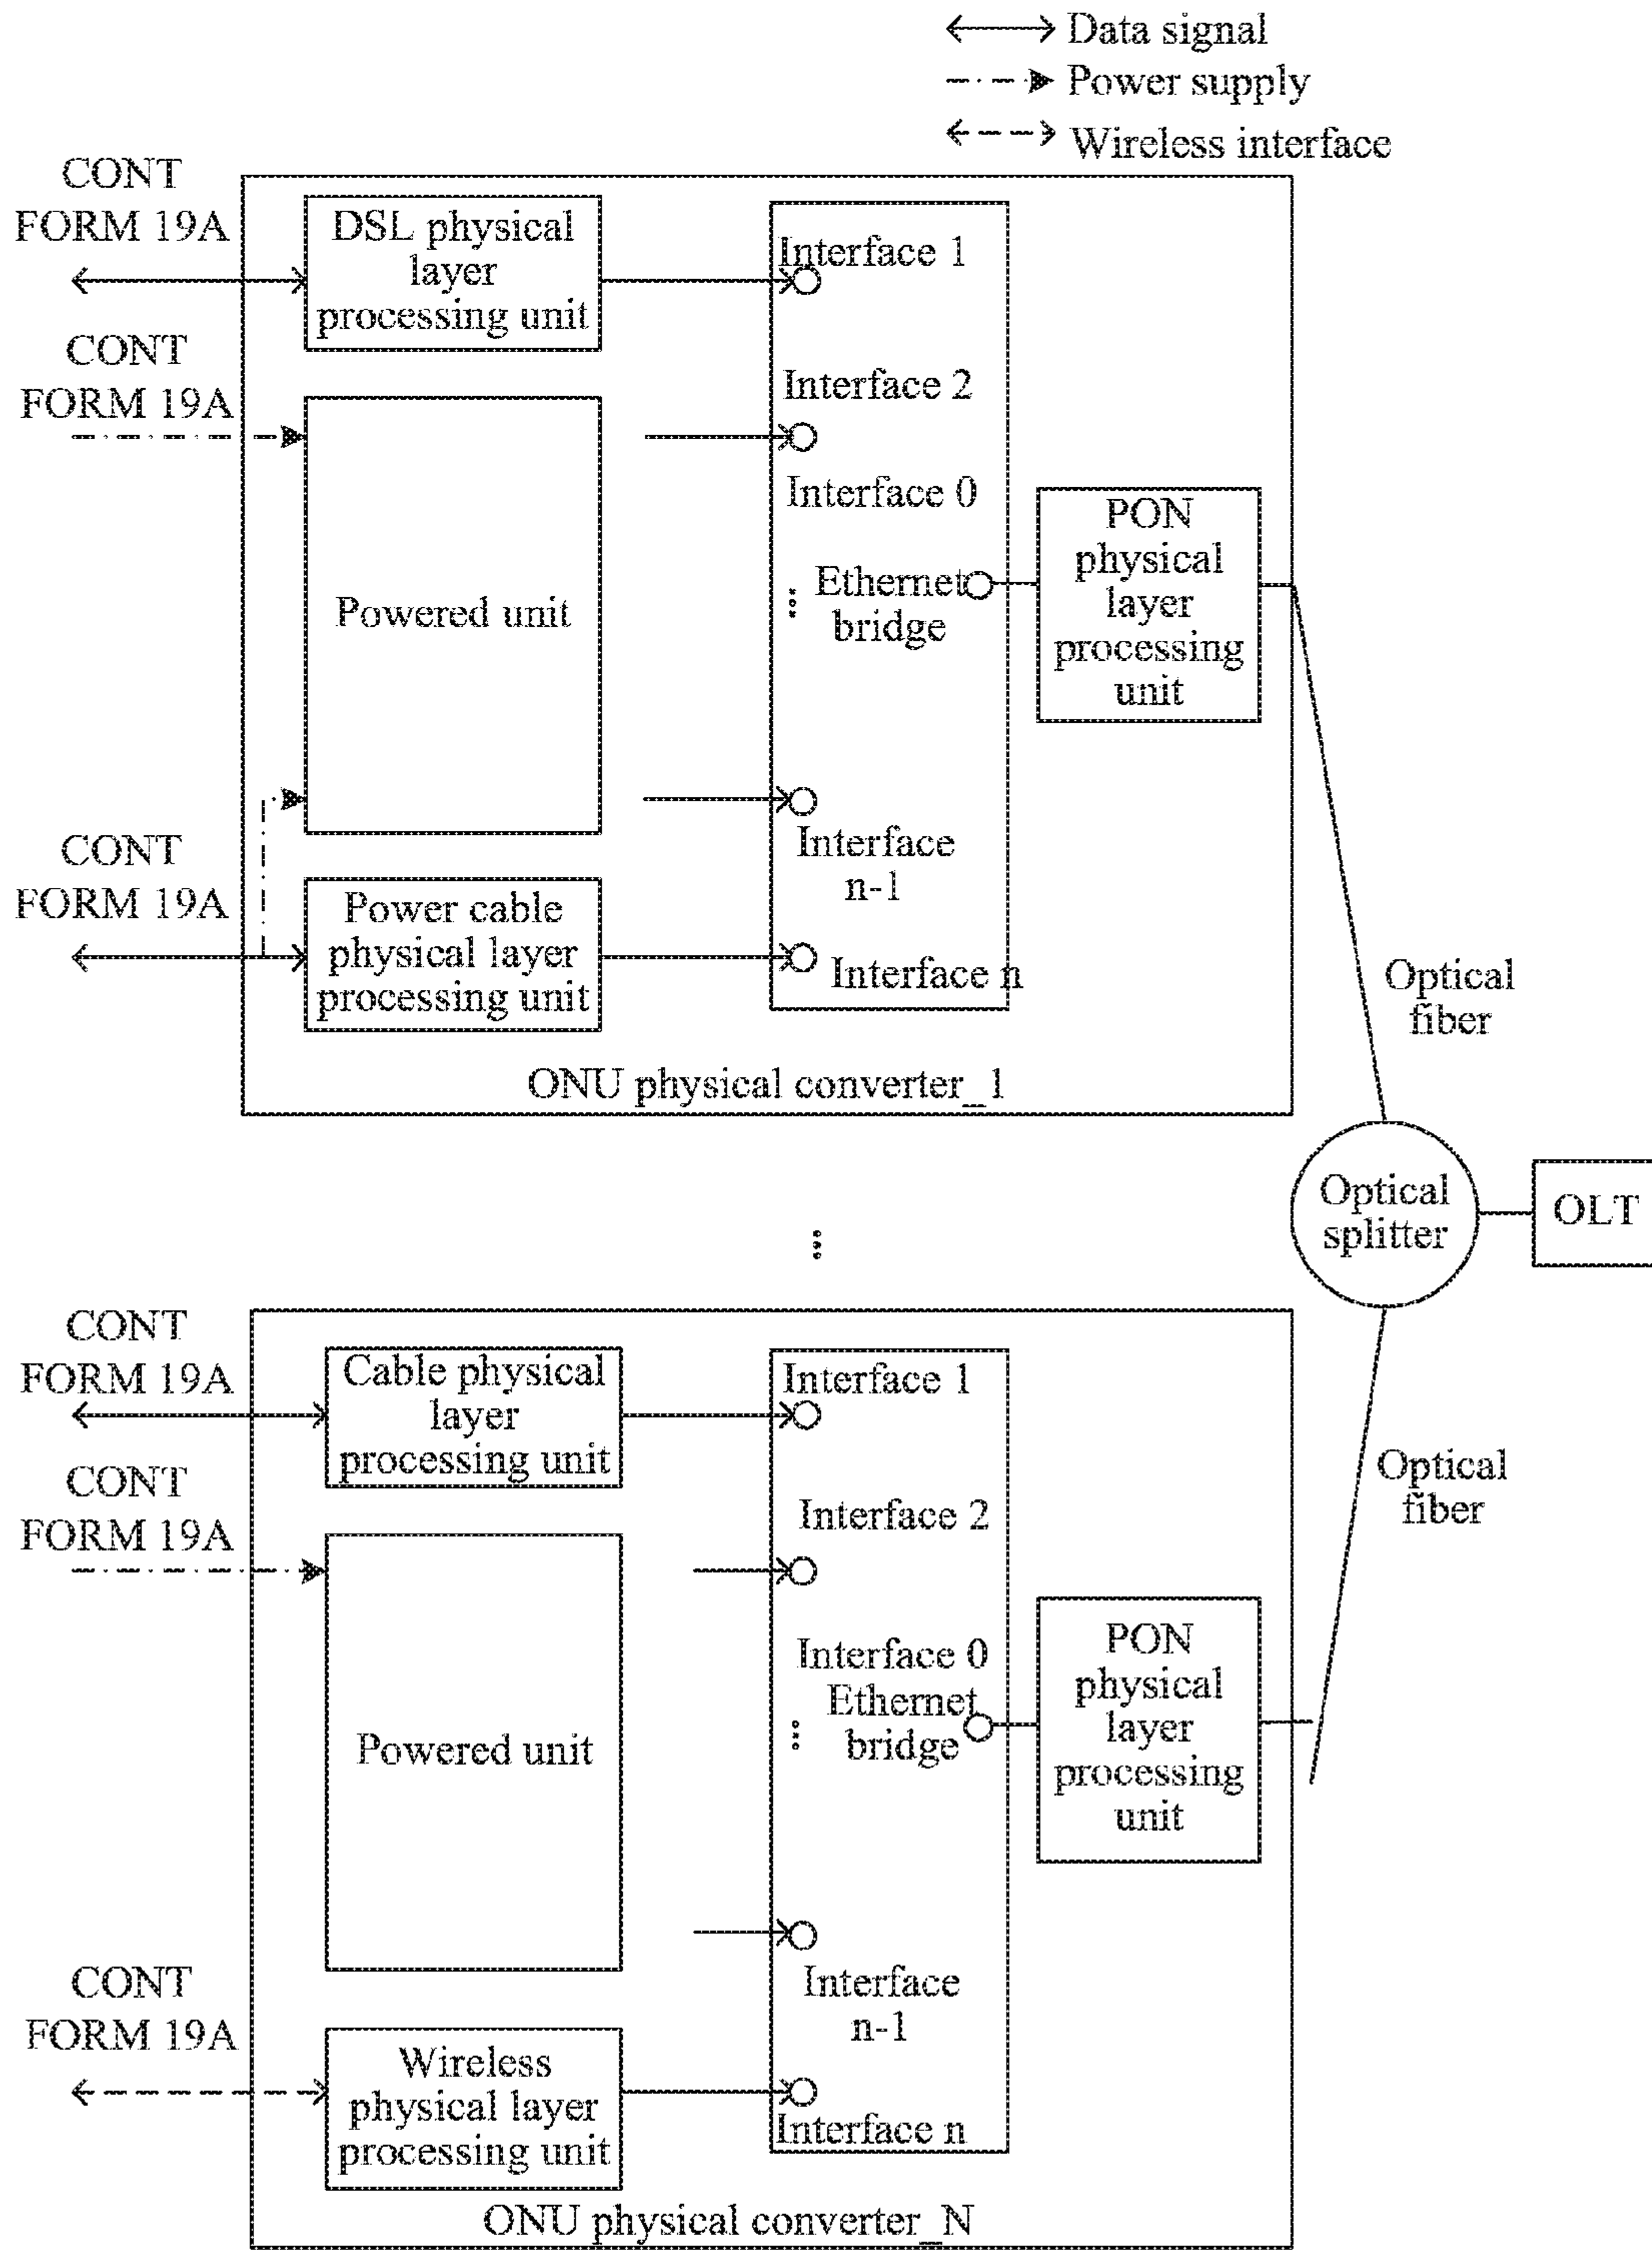 Data signal
Power supply
Wireless interface
CONT
FORM 19A
DSL physical
layer
processing unit
Interface 1
CONT
FORM 19A
Interface 2
Interface 0
Powered unit
Ethernet
bridge
PON
physical
layer
processing
unit
Interface
n-1
CONT
FORM 19A
Power cable
physical layer
processing unit
Interface n
Optical
fiber
ONU physical converter_1
Optical
splitter
OLT
CONT
FORM 19A
Cable physical
layer
processing unit
Interface 1
CONT
FORM 19A
Interface 2
Optical
fiber
Interface 0
Powered unit
Ethernet
bridge
PON
physical
layer
processing
unit
Interface
n-1
CONT
FORM 19A
Wireless
physical layer
processing unit
Interface n
ONU physical converter_N